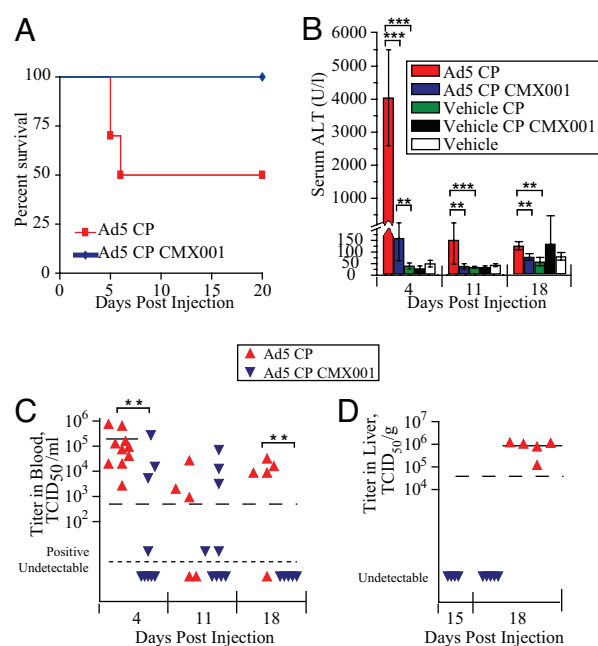 A
Percent survival
100
75
50
25
0
Ad5 CP
Ad5 CP CMX001
0
5
10
15
20
Days Post Injection
B
Serum ALT (U/l)
6000
5000
4000
3000
2000
1000
150
100
50
0
***
***
**
***
**
**
**
Ad5 CP
Ad5 CP CMX001
Vehicle CP
Vehicle CP CMX001
Vehicle
4
11
18
Days Post Injection
Ad5 CP
Ad5 CP CMX001
C
Titer in Blood,
TCID50/ml
10^6
10^5
10^4
10^3
10^2
Positive
Undetectable
**
**
4
11
18
Days Post Injection
D
Titer in Liver,
TCID50/g
10^7
10^6
10^5
10^4
Undetectable
15
18
Days Post Injection